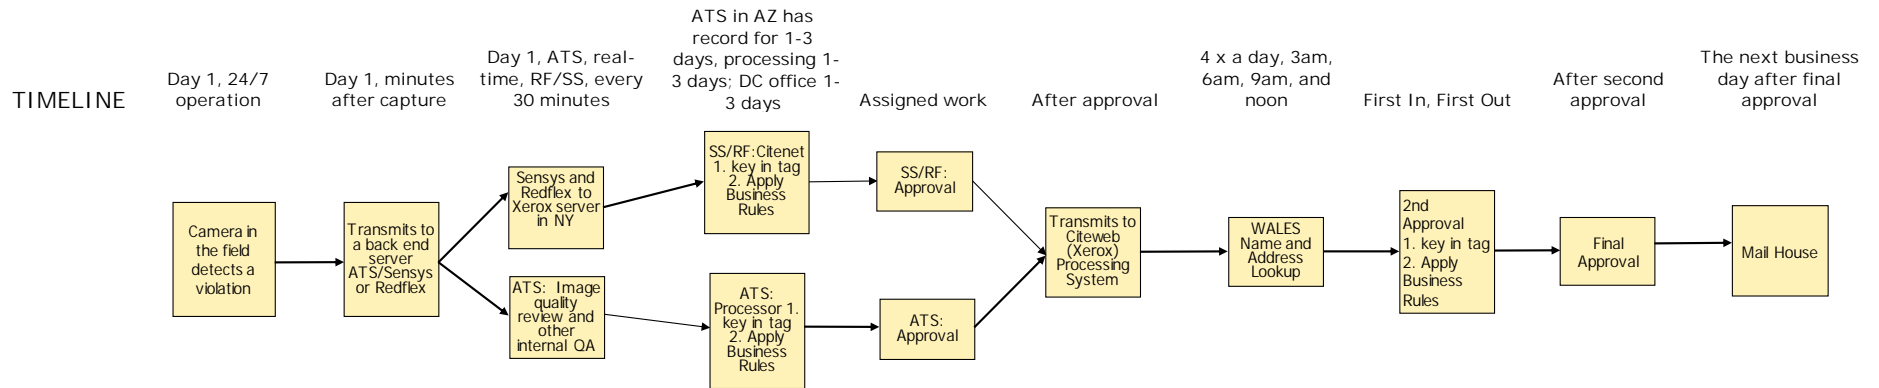 TIMELINE
Day 1, 24/7
operation
Day 1, minutes
after capture
Day 1, ATS, real-
time, RF/SS, every
30 minutes
ATS in AZ has
record for 1-3
days, processing 1-
3 days; DC office 1-
3 days
Assigned work
After approval
4 x a day, 3am,
6am, 9am, and
noon
First In, First Out
After second
approval
The next business
day after final
approval
Camera in
the field
detects a
violation
Transmits to
a back end
server
ATS/Sensys
or Redflex
Sensys and
Redflex to
Xerox server
in NY
ATS: Image
quality
review and
other
internal QA
SS/RF:Citenet
1. key in tag
2. Apply
Business
Rules
ATS:
Processor 1.
key in tag
2. Apply
Business
Rules
SS/RF:
Approval
ATS:
Approval
Transmits to
Citeweb
(Xerox)
Processing
System
WALES
Name and
Address
Lookup
2nd
Approval
1. key in tag
2. Apply
Business
Rules
Final
Approval
Mail House